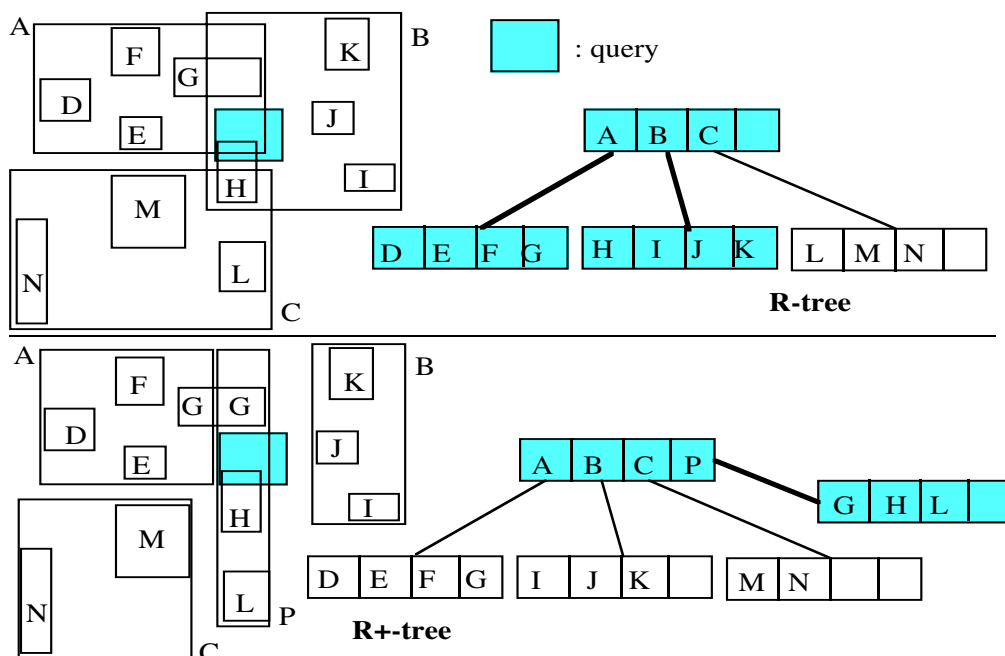 A
F
K
B
: query
G
D
J
E
A B C
H
I
M
D E F G
H I J K
L M N
L
N
R-tree
C
A
F
K
B
G G
D
J
E
A B C P
G H L
H
I
M
D E F G
I J K
M N
N
L
P
R+-tree
C